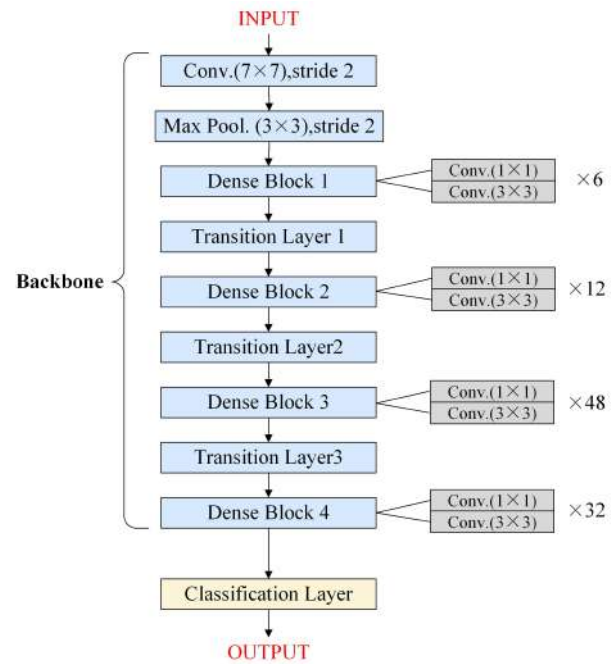 INPUT
Conv.(7×7),stride 2
Max Pool. (3×3),stride 2
Dense Block 1
Conv.(1×1)
Conv.(3×3)
×6
Transition Layer 1
Backbone
Dense Block 2
Conv.(1×1)
Conv.(3×3)
×12
Transition Layer2
Dense Block 3
Conv.(1×1)
Conv.(3×3)
×48
Transition Layer3
Dense Block 4
Conv.(1×1)
Conv.(3×3)
×32
Classification Layer
OUTPUT